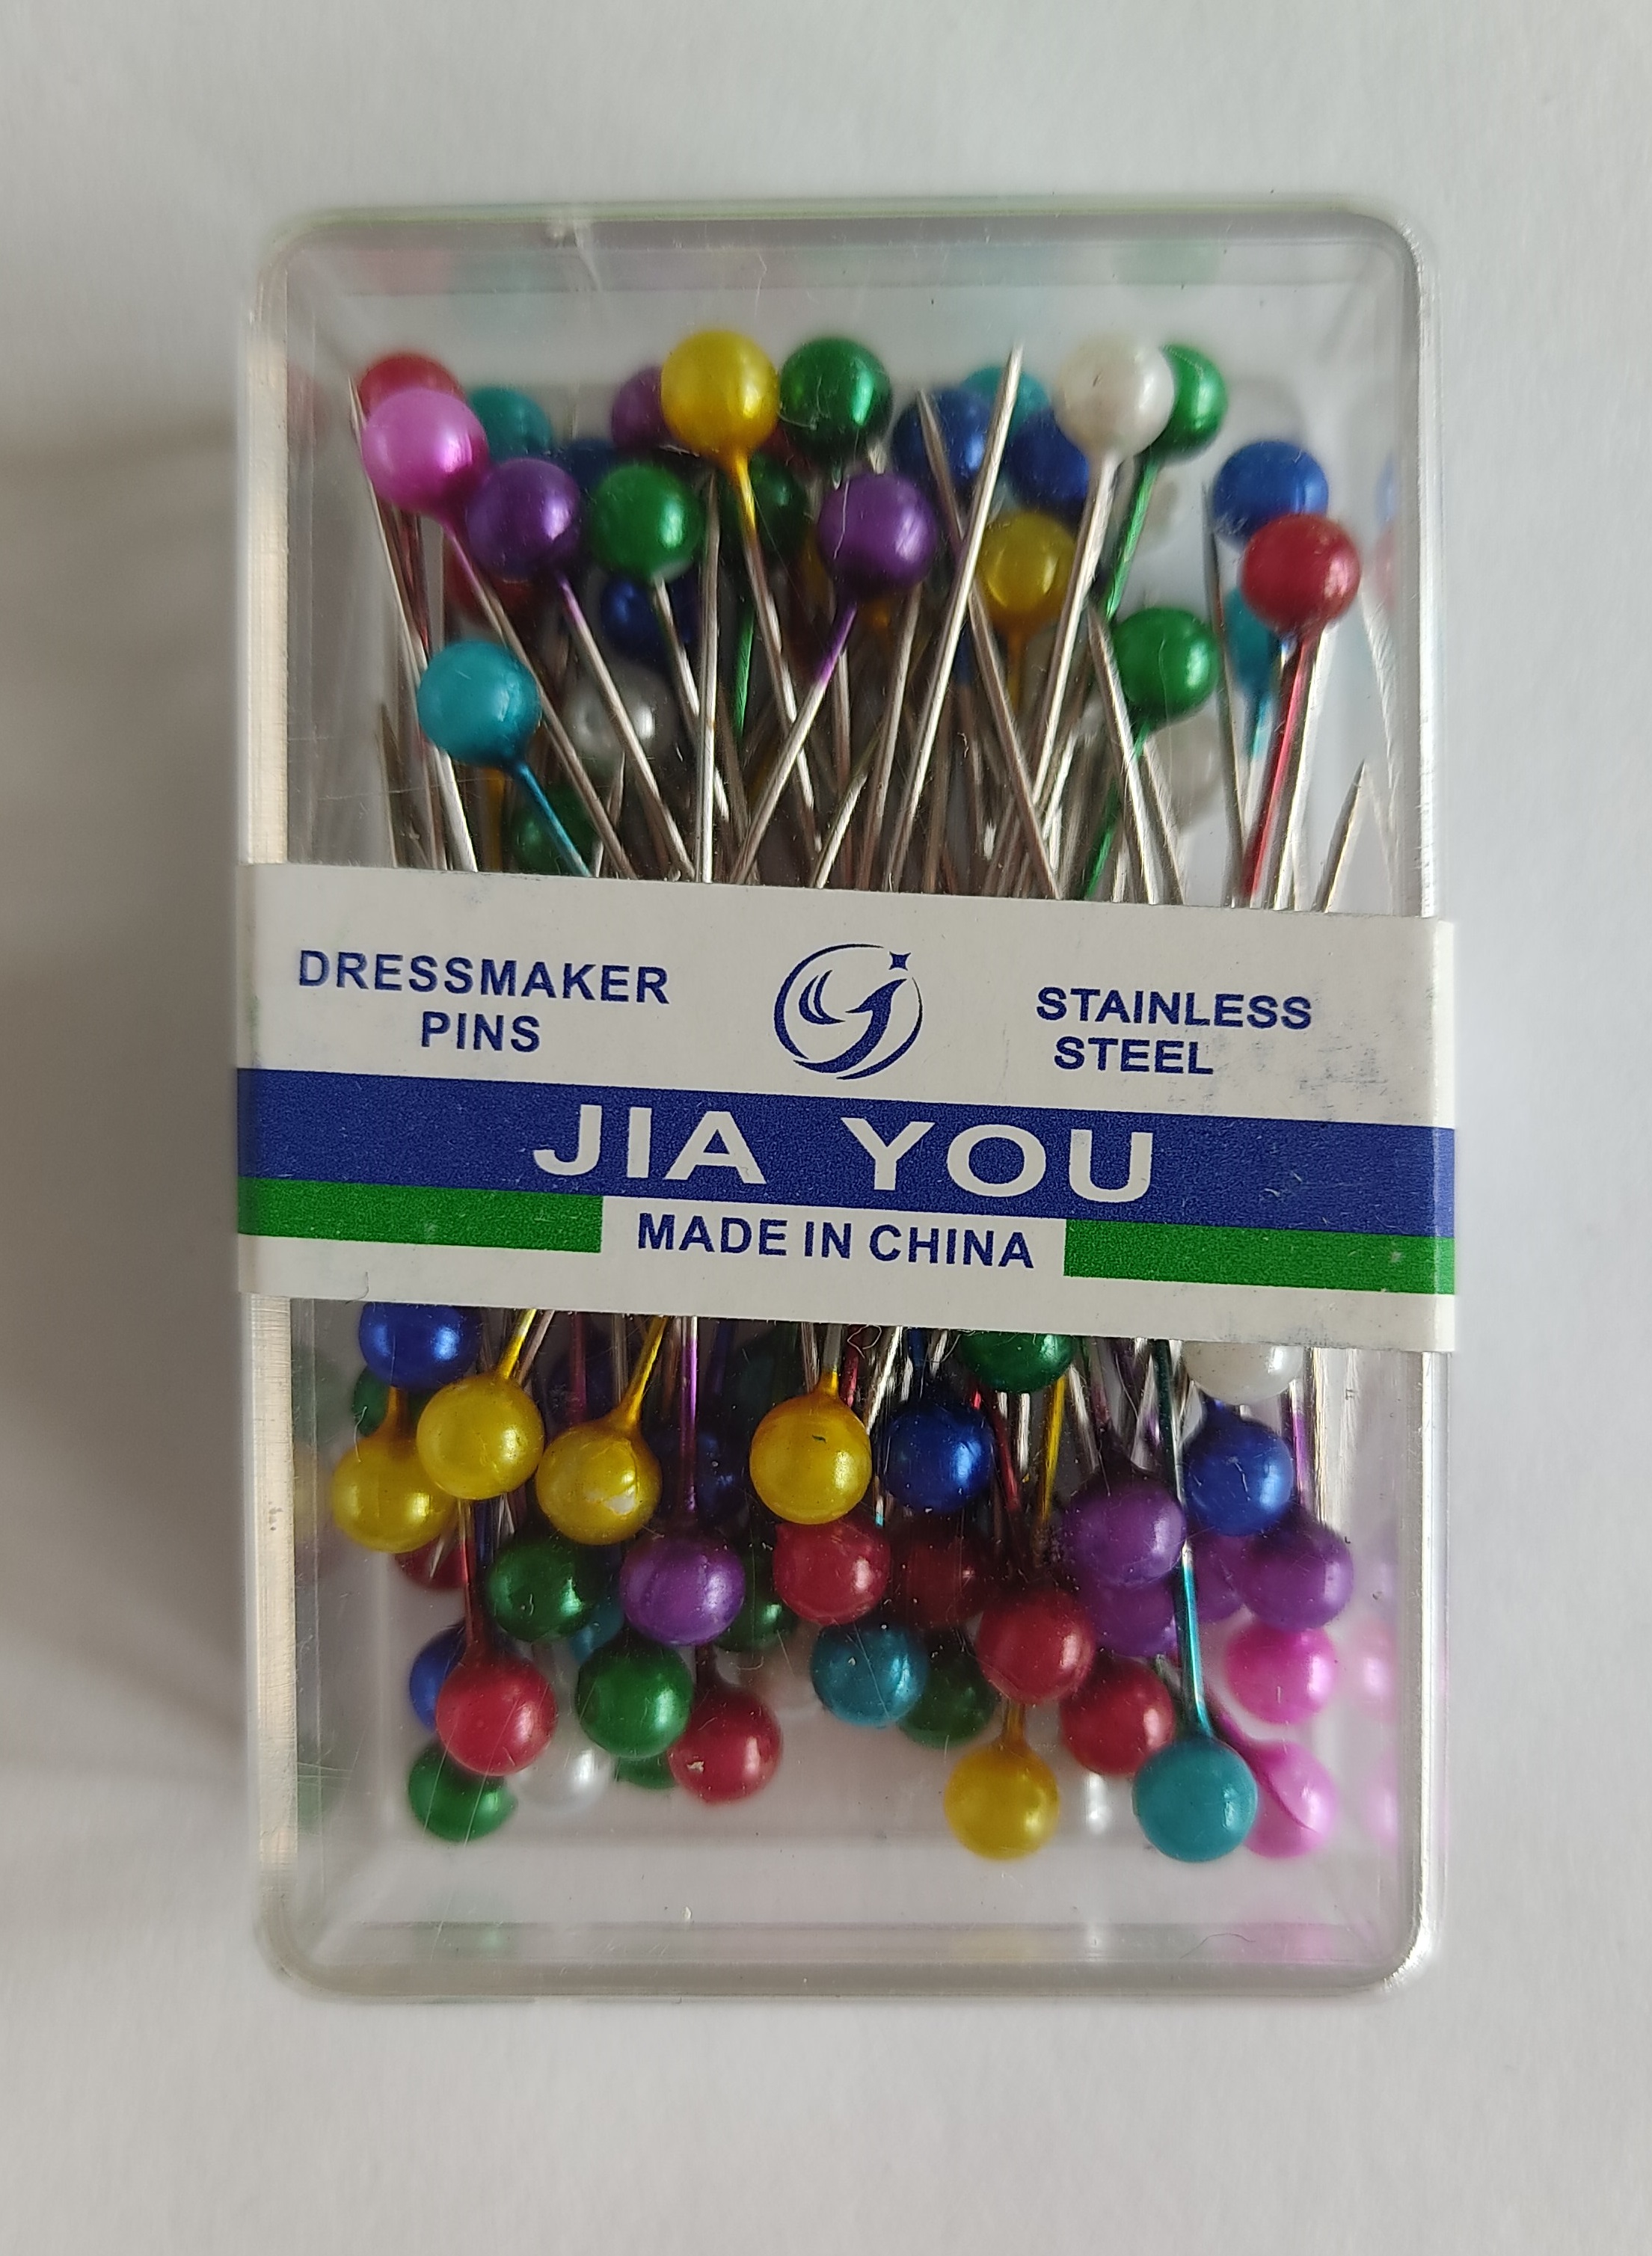 DRESSMAKER
PINS
STAINLESS
STEEL
JIA YOU
MADE IN CHINA